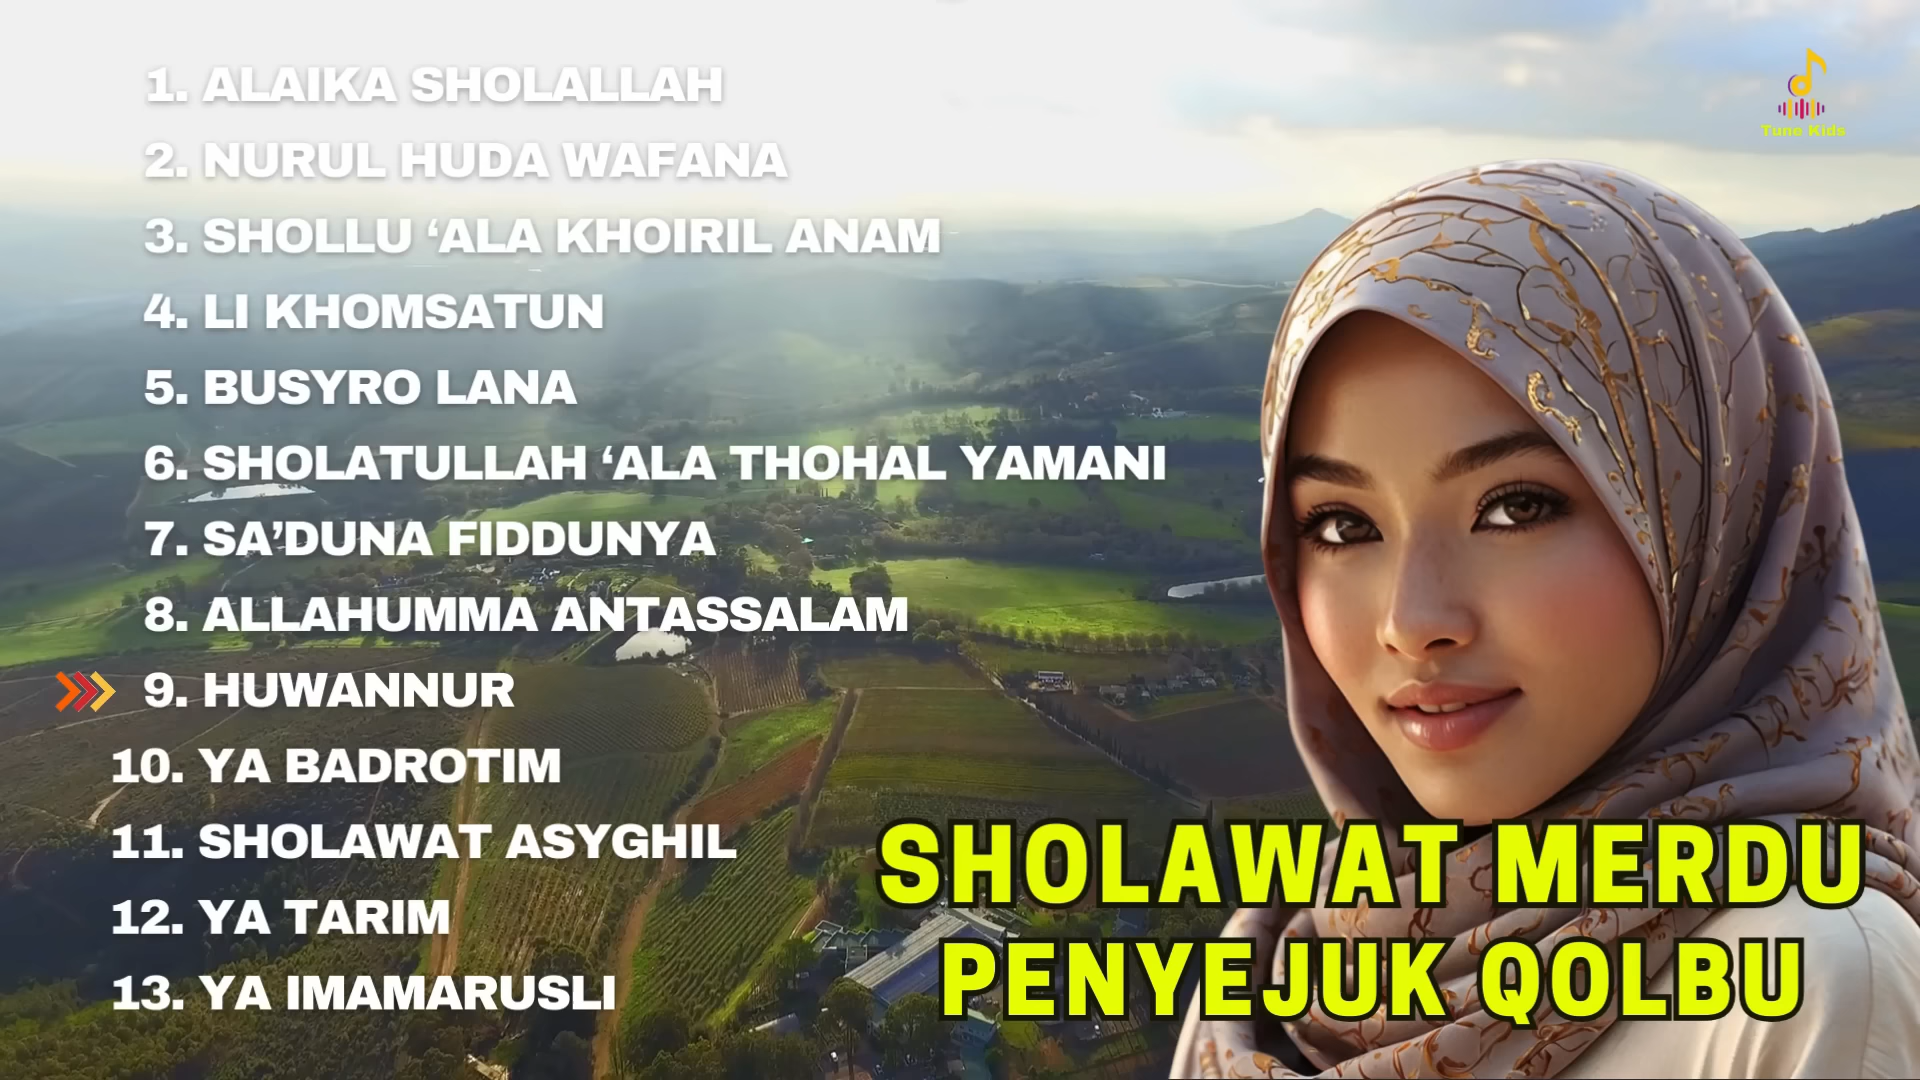 1. ALAIKA SHOLALLAH
2. NURUL HUDA WAFANA
3. SHOLLU ‘ALA KHOIRIL ANAM
4. LI KHOMSATUN
5. BUSYRO LANA
6. SHOLATULLAH ‘ALA THOHAL YAMANI
7. SA’DUNA FIDDUNYA
8. ALLAHUMMA ANTASSALAM
9. HUWANNUR
10. YA BADROTIM
11. SHOLAWAT ASYGHIL
12. YA TARIM
13. YA IMAMARUSLI
Tune Kids
SHOLAWAT MERDU
PENYEJUK QOLBU